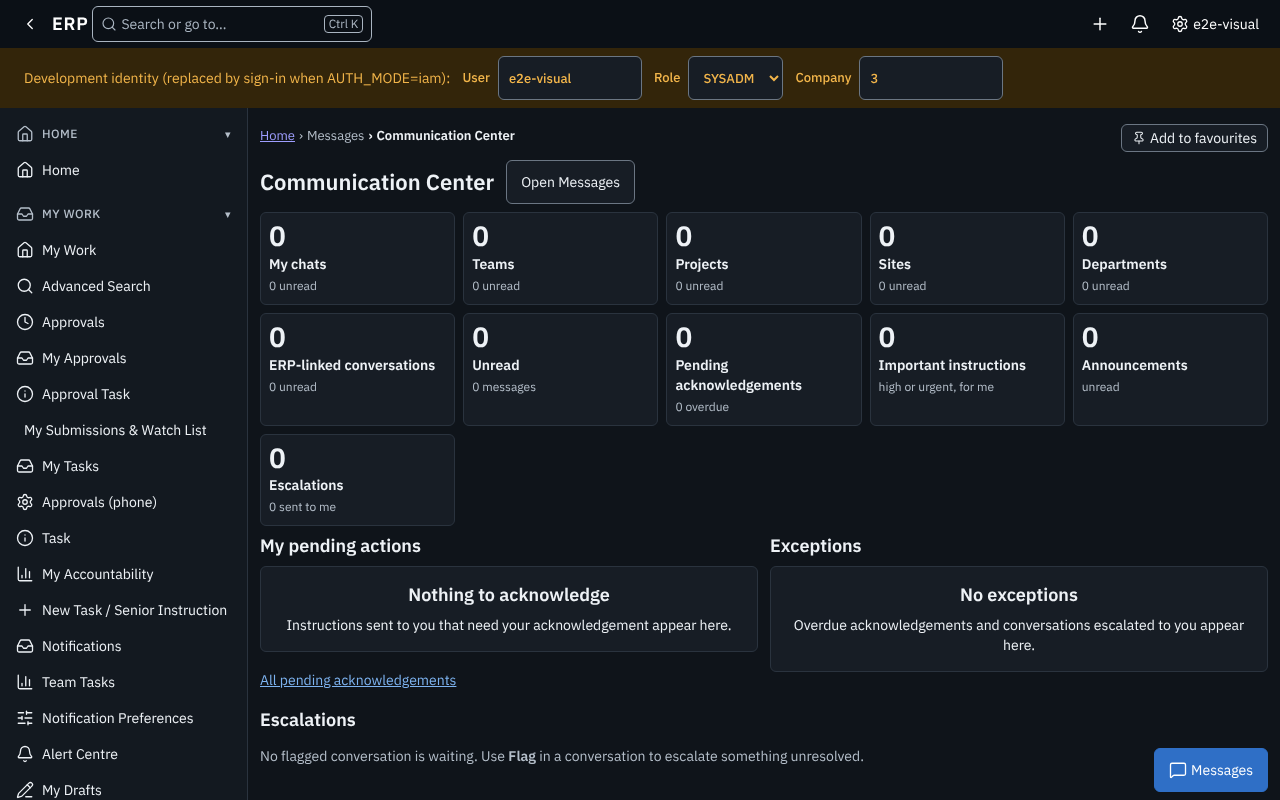 ERP
Search or go to... Ctrl K
e2e-visual
Development identity (replaced by sign-in when AUTH_MODE=iam): User e2e-visual Role SYSADM Company 3
HOME
Home
MY WORK
My Work
Advanced Search
Approvals
My Approvals
Approval Task
My Submissions & Watch List
My Tasks
Approvals (phone)
Task
My Accountability
New Task / Senior Instruction
Notifications
Team Tasks
Notification Preferences
Alert Centre
My Drafts
Home › Messages › Communication Center
Add to favourites
Communication Center
Open Messages
0
My chats
0 unread
0
Teams
0 unread
0
Projects
0 unread
0
Sites
0 unread
0
Departments
0 unread
0
ERP-linked conversations
0 unread
0
Unread
0 messages
0
Pending
acknowledgements
0 overdue
0
Important instructions
high or urgent, for me
0
Announcements
unread
0
Escalations
0 sent to me
My pending actions
Nothing to acknowledge
Instructions sent to you that need your acknowledgement appear here.
All pending acknowledgements
Exceptions
No exceptions
Overdue acknowledgements and conversations escalated to you appear
here.
Escalations
No flagged conversation is waiting. Use Flag in a conversation to escalate something unresolved.
Messages